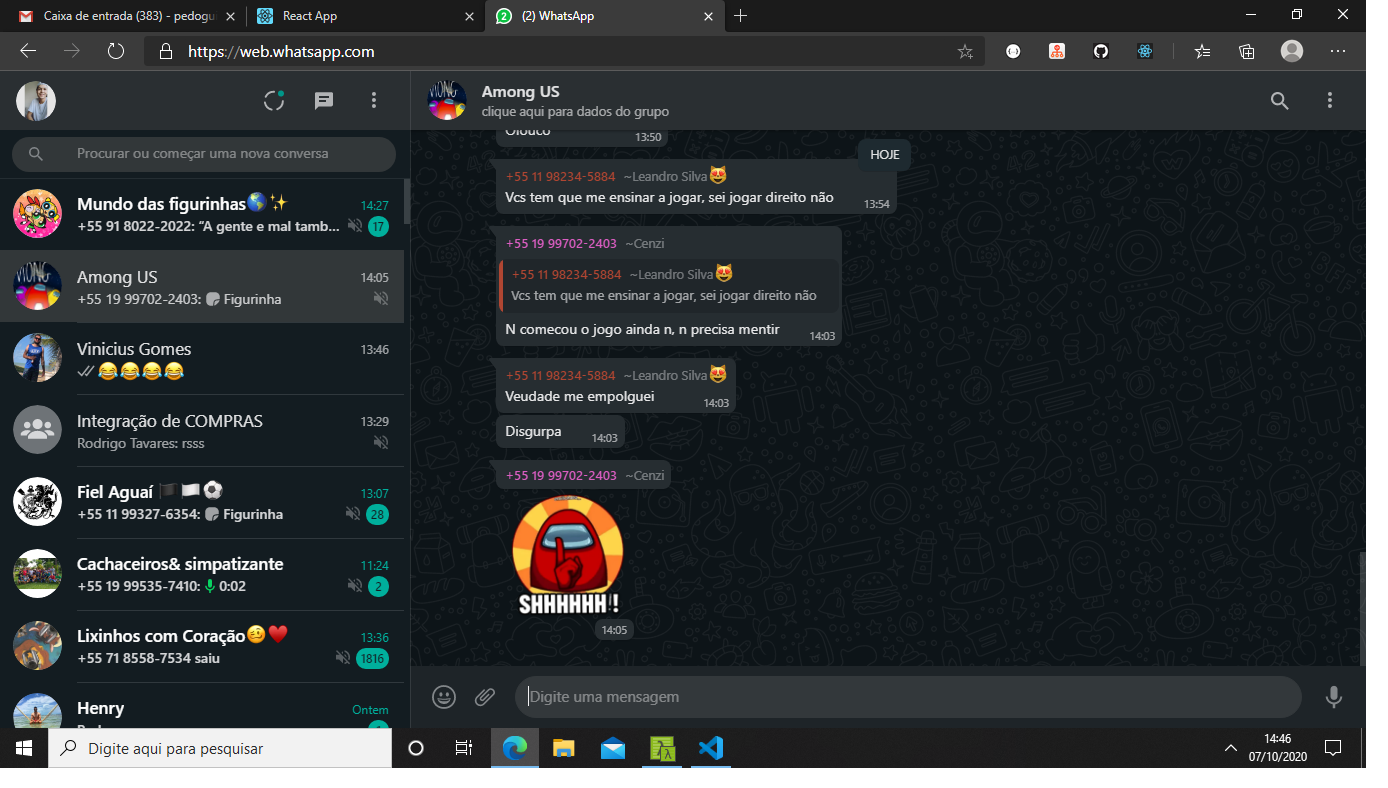 Caixa de entrada (383) - pedogu
React App
(2) WhatsApp
https://web.whatsapp.com
Among US
clique aqui para dados do grupo
Procurar ou começar uma nova conversa
Mundo das figurinhas🌎✨ 14:27
+55 91 8022-2022: “A gente e mal tamb... 17
Among US 14:05
+55 19 99702-2403: Figurinha
Vinicius Gomes 13:46
😂😂😂😂
Integração de COMPRAS 13:29
Rodrigo Tavares: rsss
Fiel Aguaí 🏴🏳️⚽ 13:07
+55 11 99327-6354: Figurinha 28
Cachaceiros& simpatizante 11:24
+55 19 99535-7410: 0:02 2
Lixinhos com Coração🥴❤️ 13:36
+55 71 8558-7534 saiu 1816
Henry Ontem
Olouco 13:50
HOJE
+55 11 98234-5884 ~Leandro Silva😻
Vcs tem que me ensinar a jogar, sei jogar direito não 13:54
+55 19 99702-2403 ~Cenzi
+55 11 98234-5884 ~Leandro Silva😻
Vcs tem que me ensinar a jogar, sei jogar direito não
N comecou o jogo ainda n, n precisa mentir 14:03
+55 11 98234-5884 ~Leandro Silva😻
Veudade me empolguei 14:03
Disgurpa 14:03
+55 19 99702-2403 ~Cenzi
SHHHHHH!!
14:05
Digite uma mensagem
Digite aqui para pesquisar
14:46
07/10/2020